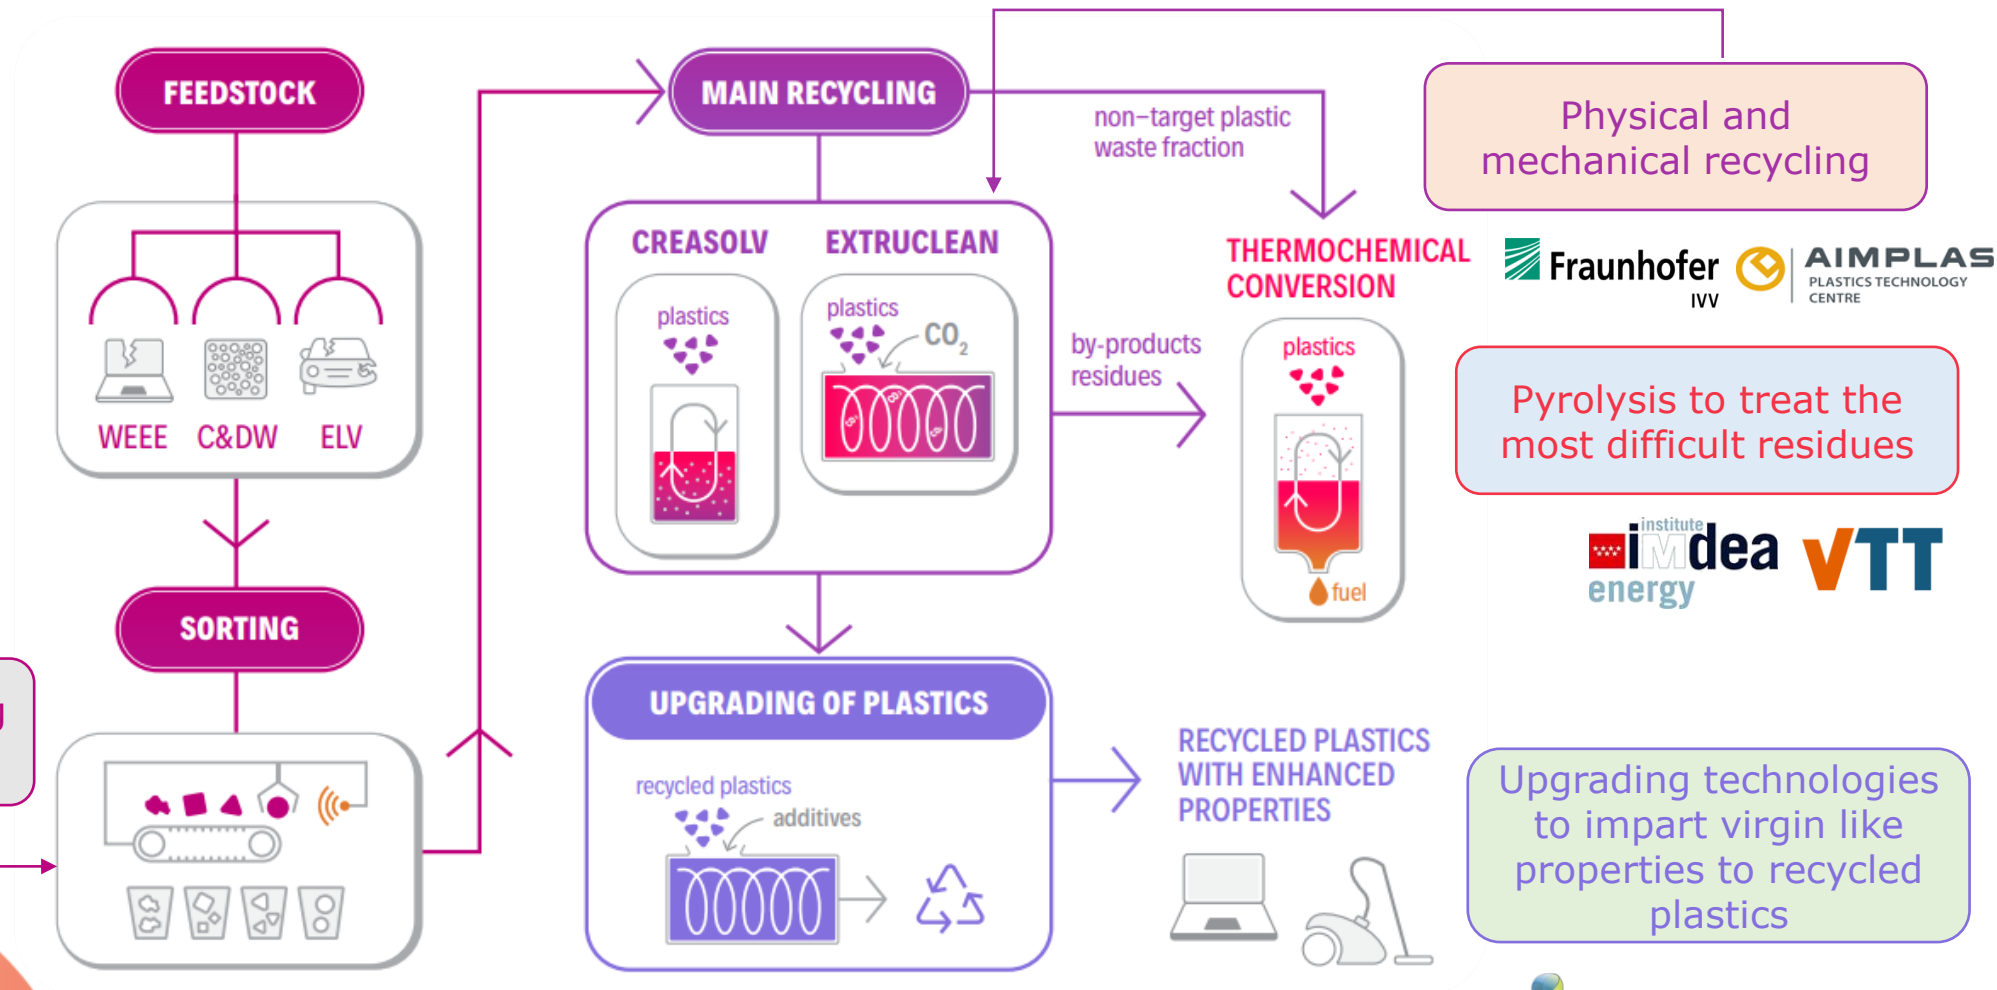 FEEDSTOCK
WEEE C&DW ELV
SORTING
MAIN RECYCLING
non-target plastic
waste fraction
CREASOLV
plastics
EXTRUCLEAN
plastics
CO2
CO2
CO2
CO2
by-products
residues
THERMOCHEMICAL
CONVERSION
plastics
fuel
UPGRADING OF PLASTICS
recycled plastics
additives
RECYCLED PLASTICS
WITH ENHANCED
PROPERTIES
Physical and
mechanical recycling
Fraunhofer
IVV
AIMPLAS
PLASTICS TECHNOLOGY
CENTRE
Pyrolysis to treat the
most difficult residues
institute
imdea
energy
VTT
Upgrading technologies
to impart virgin like
properties to recycled
plastics